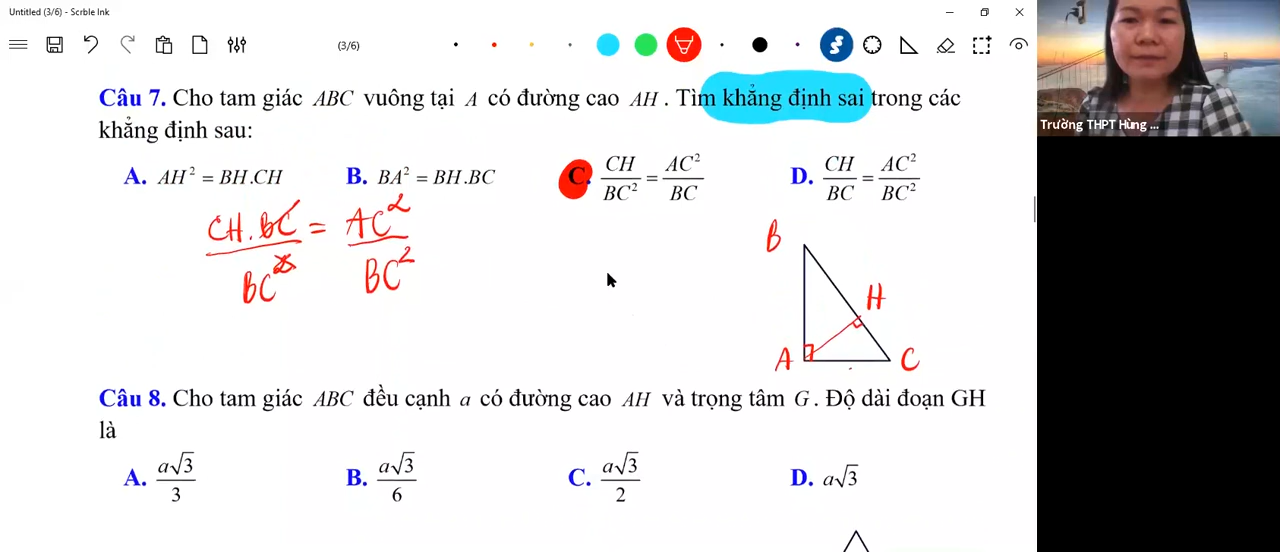 Untitled (3/6) - Scrble Ink
(3/6)
Trường THPT Hùng ...
Câu 7. Cho tam giác ABC vuông tại A có đường cao AH. Tìm khẳng định sai trong các
khẳng định sau:
A. AH² = BH.CH B. BA² = BH.BC C. CH/BC² = AC²/BC D. CH/BC = AC²/BC²
CH.BC/BC² = AC²/BC²
B
H
A
C
Câu 8. Cho tam giác ABC đều cạnh a có đường cao AH và trọng tâm G. Độ dài đoạn GH
là
A. a√3/3 B. a√3/6 C. a√3/2 D. a√3